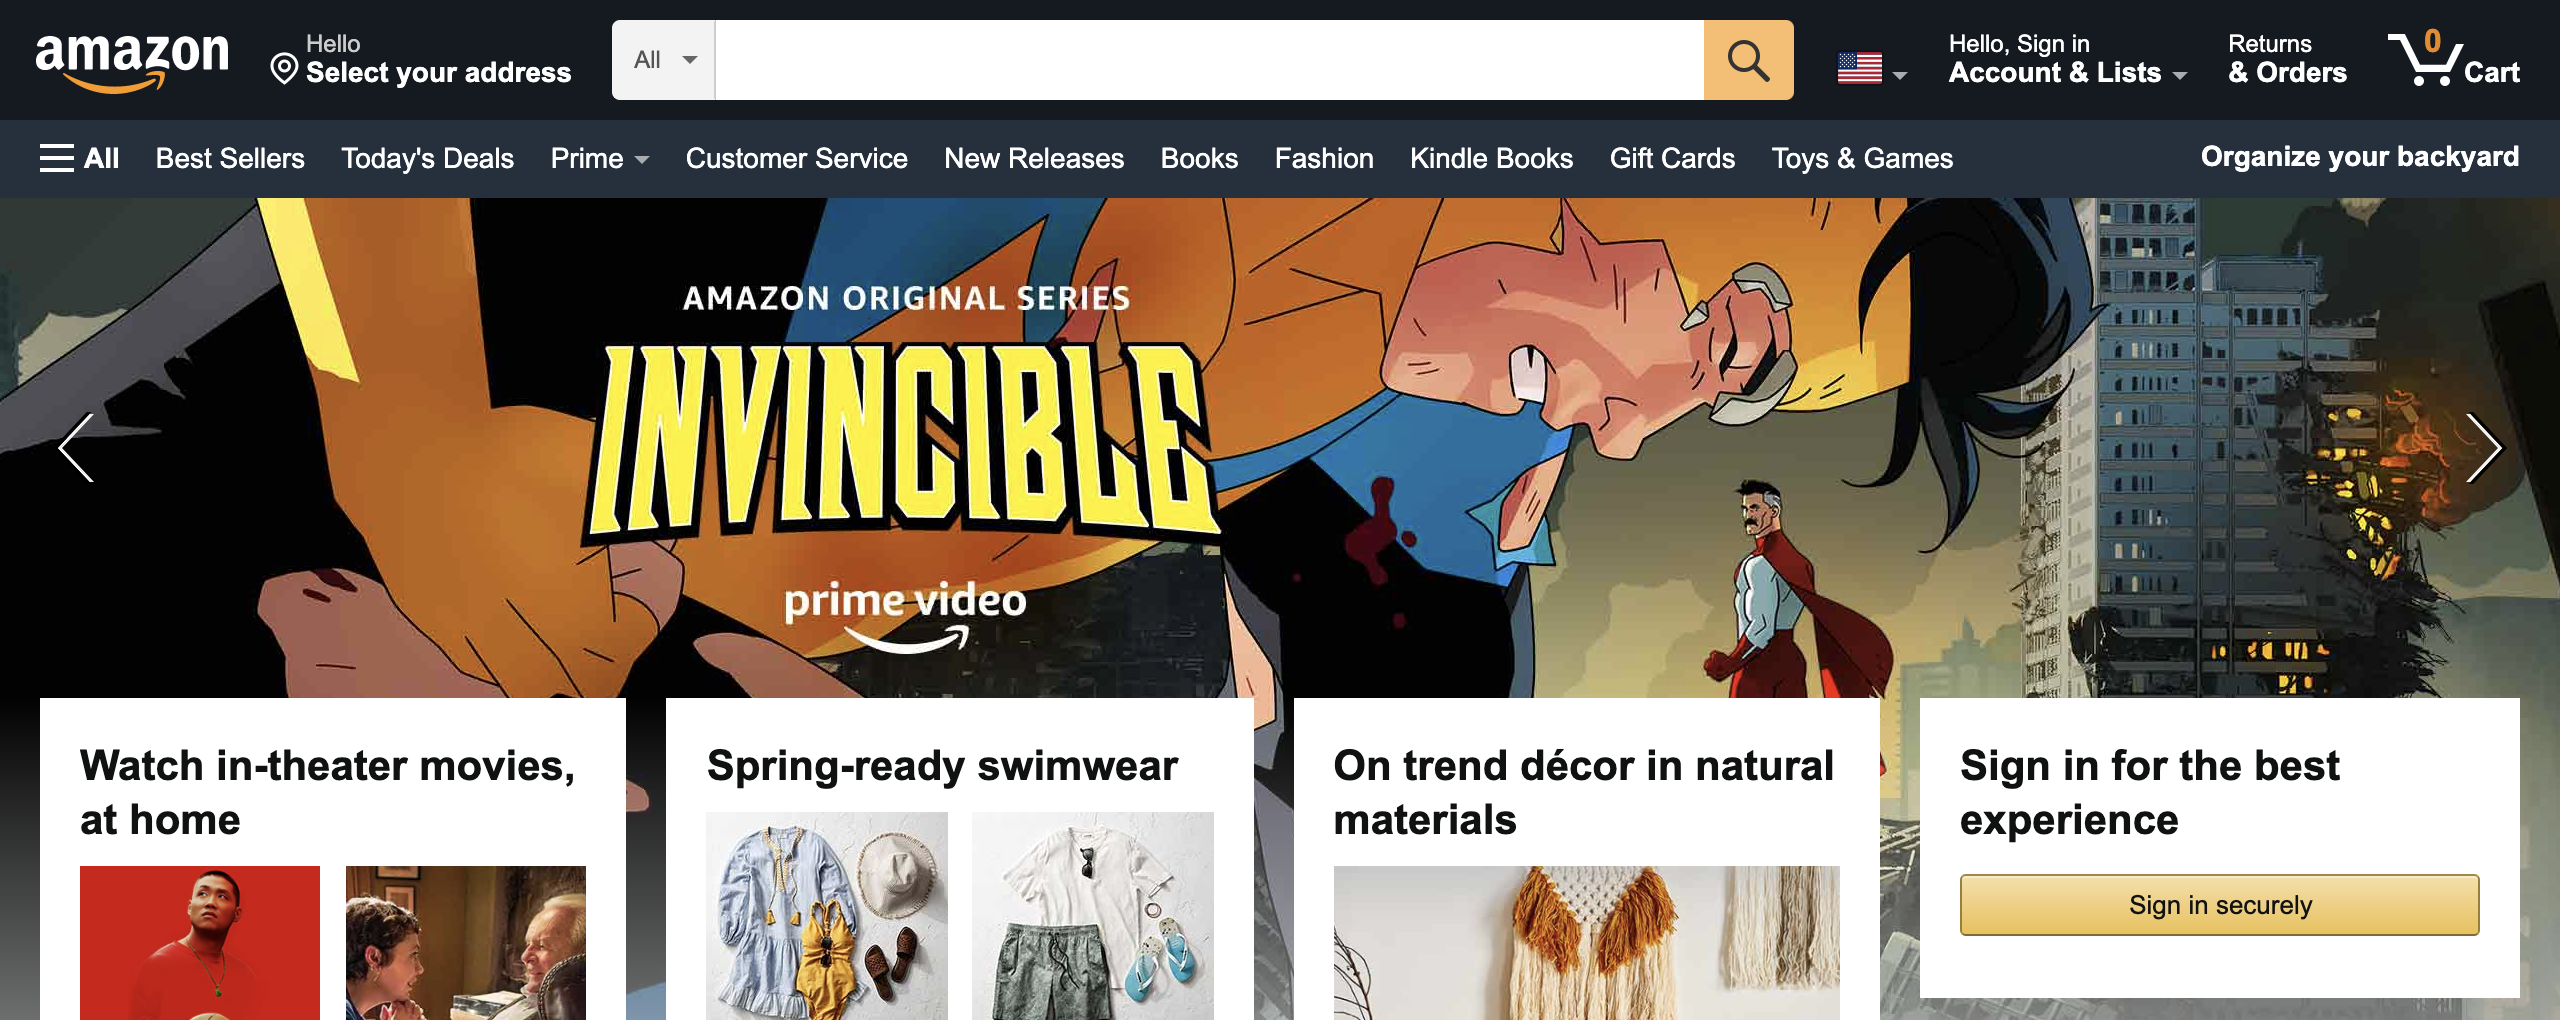 amazon
Hello
Select your address
All
Hello, Sign in
Account & Lists
Returns
& Orders
0
Cart
All
Best Sellers
Today's Deals
Prime
Customer Service
New Releases
Books
Fashion
Kindle Books
Gift Cards
Toys & Games
Organize your backyard
AMAZON ORIGINAL SERIES
INVINCIBLE
prime video
Watch in-theater movies,
at home
Spring-ready swimwear
On trend décor in natural
materials
Sign in for the best
experience
Sign in securely